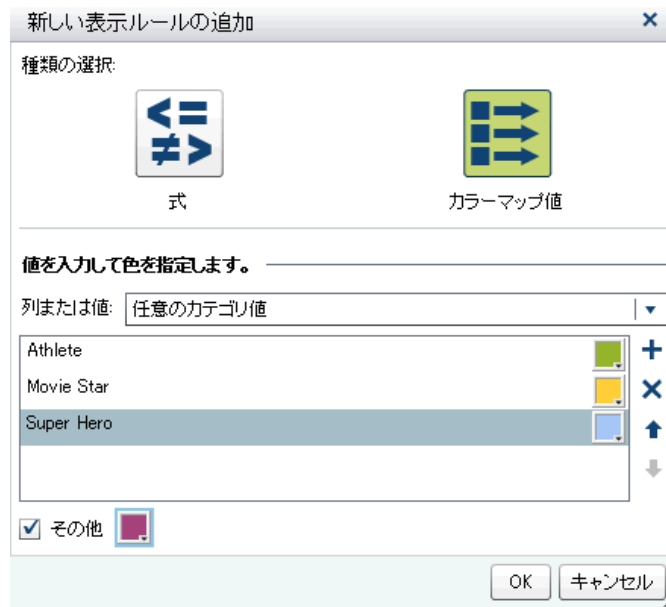 新しい表示ルールの追加
種類の選択:
式
カラーマップ値
値を入力して色を指定します。
列または値: 任意のカテゴリ値
Athlete
Movie Star
Super Hero
その他
OK キャンセル